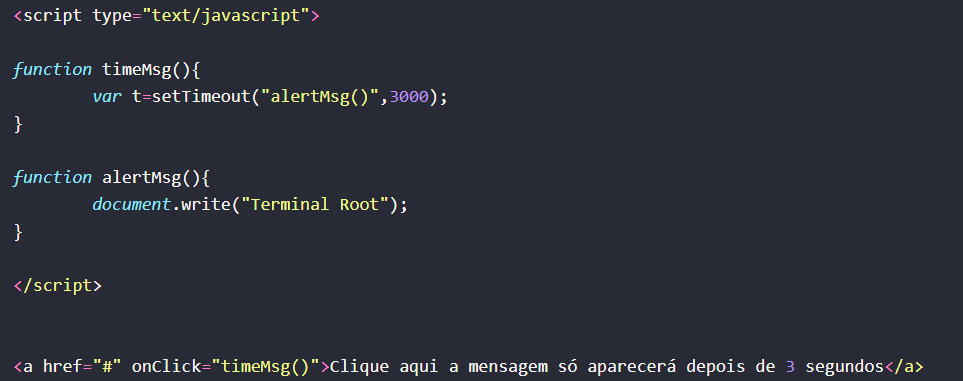 <script type="text/javascript">
function timeMsg(){
var t=setTimeout("alertMsg()",3000);
}
function alertMsg(){
document.write("Terminal Root");
}
</script>
<a href="#" onClick="timeMsg()">Clique aqui a mensagem só aparecerá depois de 3 segundos</a>